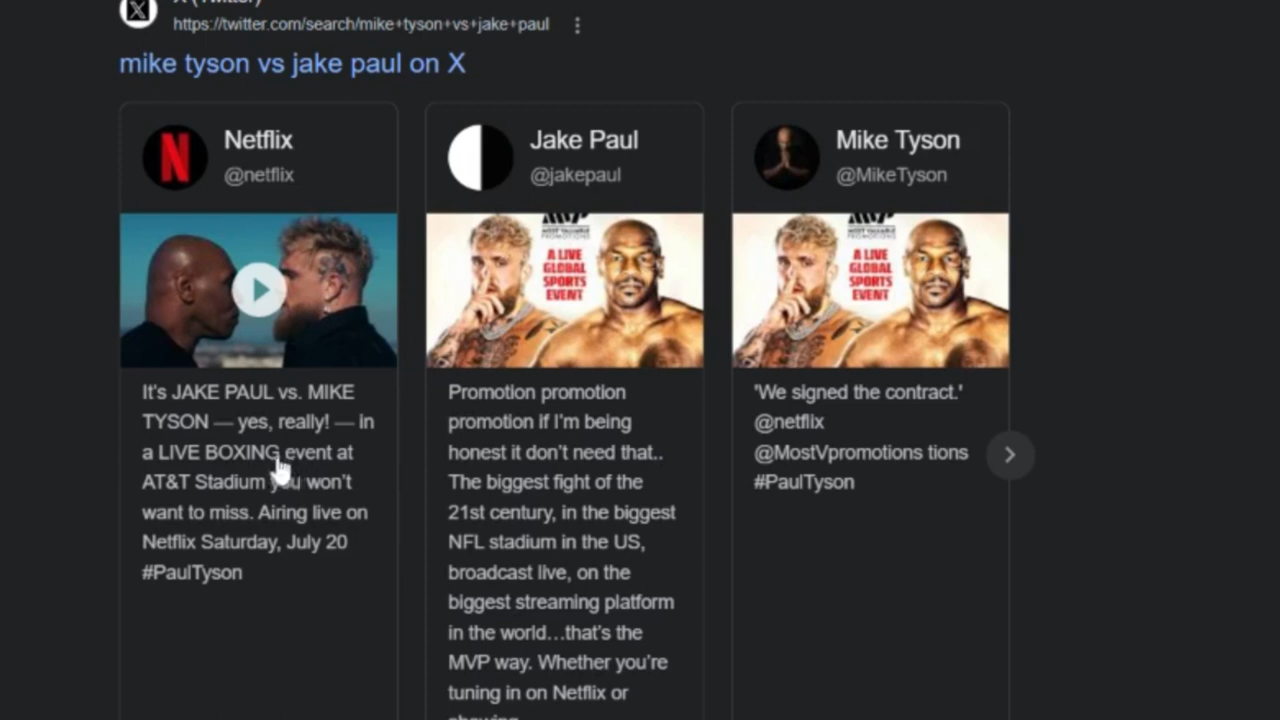 https://twitter.com/search/mike+tyson+vs+jake+paul
mike tyson vs jake paul on X
Netflix
@netflix
It's JAKE PAUL vs. MIKE
TYSON — yes, really! — in
a LIVE BOXING event at
AT&T Stadium you won't
want to miss. Airing live on
Netflix Saturday, July 20
#PaulTyson
Jake Paul
@jakepaul
A LIVE
GLOBAL
SPORTS
EVENT
Promotion promotion
promotion if I'm being
honest it don't need that..
The biggest fight of the
21st century, in the biggest
NFL stadium in the US,
broadcast live, on the
biggest streaming platform
in the world…that's the
MVP way. Whether you're
tuning in on Netflix or
Mike Tyson
@MikeTyson
A LIVE
GLOBAL
SPORTS
EVENT
'We signed the contract.'
@netflix
@MostVpromotions tions
#PaulTyson